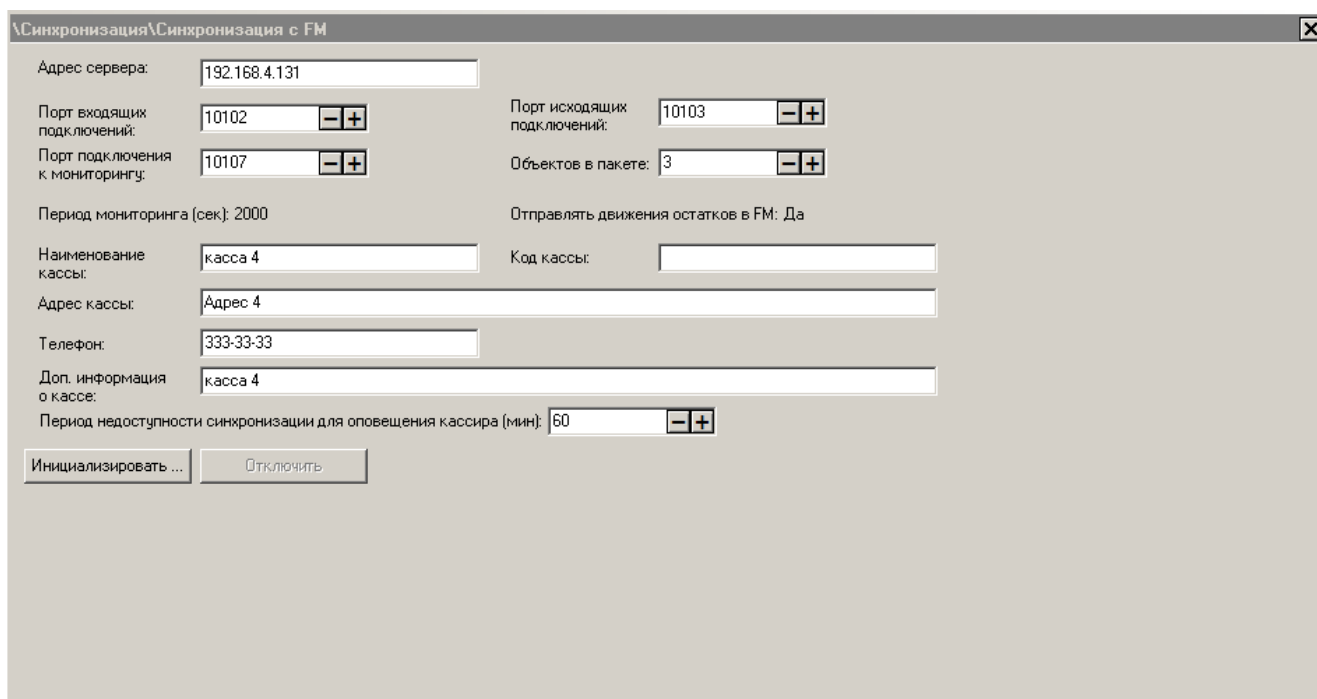 \Синхронизация\Синхронизация с FM
Адрес сервера: 192.168.4.131
Порт входящих подключений: 10102
Порт исходящих подключений: 10103
Порт подключения к мониторингу: 10107
Объектов в пакете: 3
Период мониторинга (сек): 2000
Отправлять движения остатков в FM: Да
Наименование кассы: касса 4
Код кассы:
Адрес кассы: Адрес 4
Телефон: 333-33-33
Доп. информация о кассе: касса 4
Период недоступности синхронизации для оповещения кассира (мин): 60
Инициализировать ...
Отключить